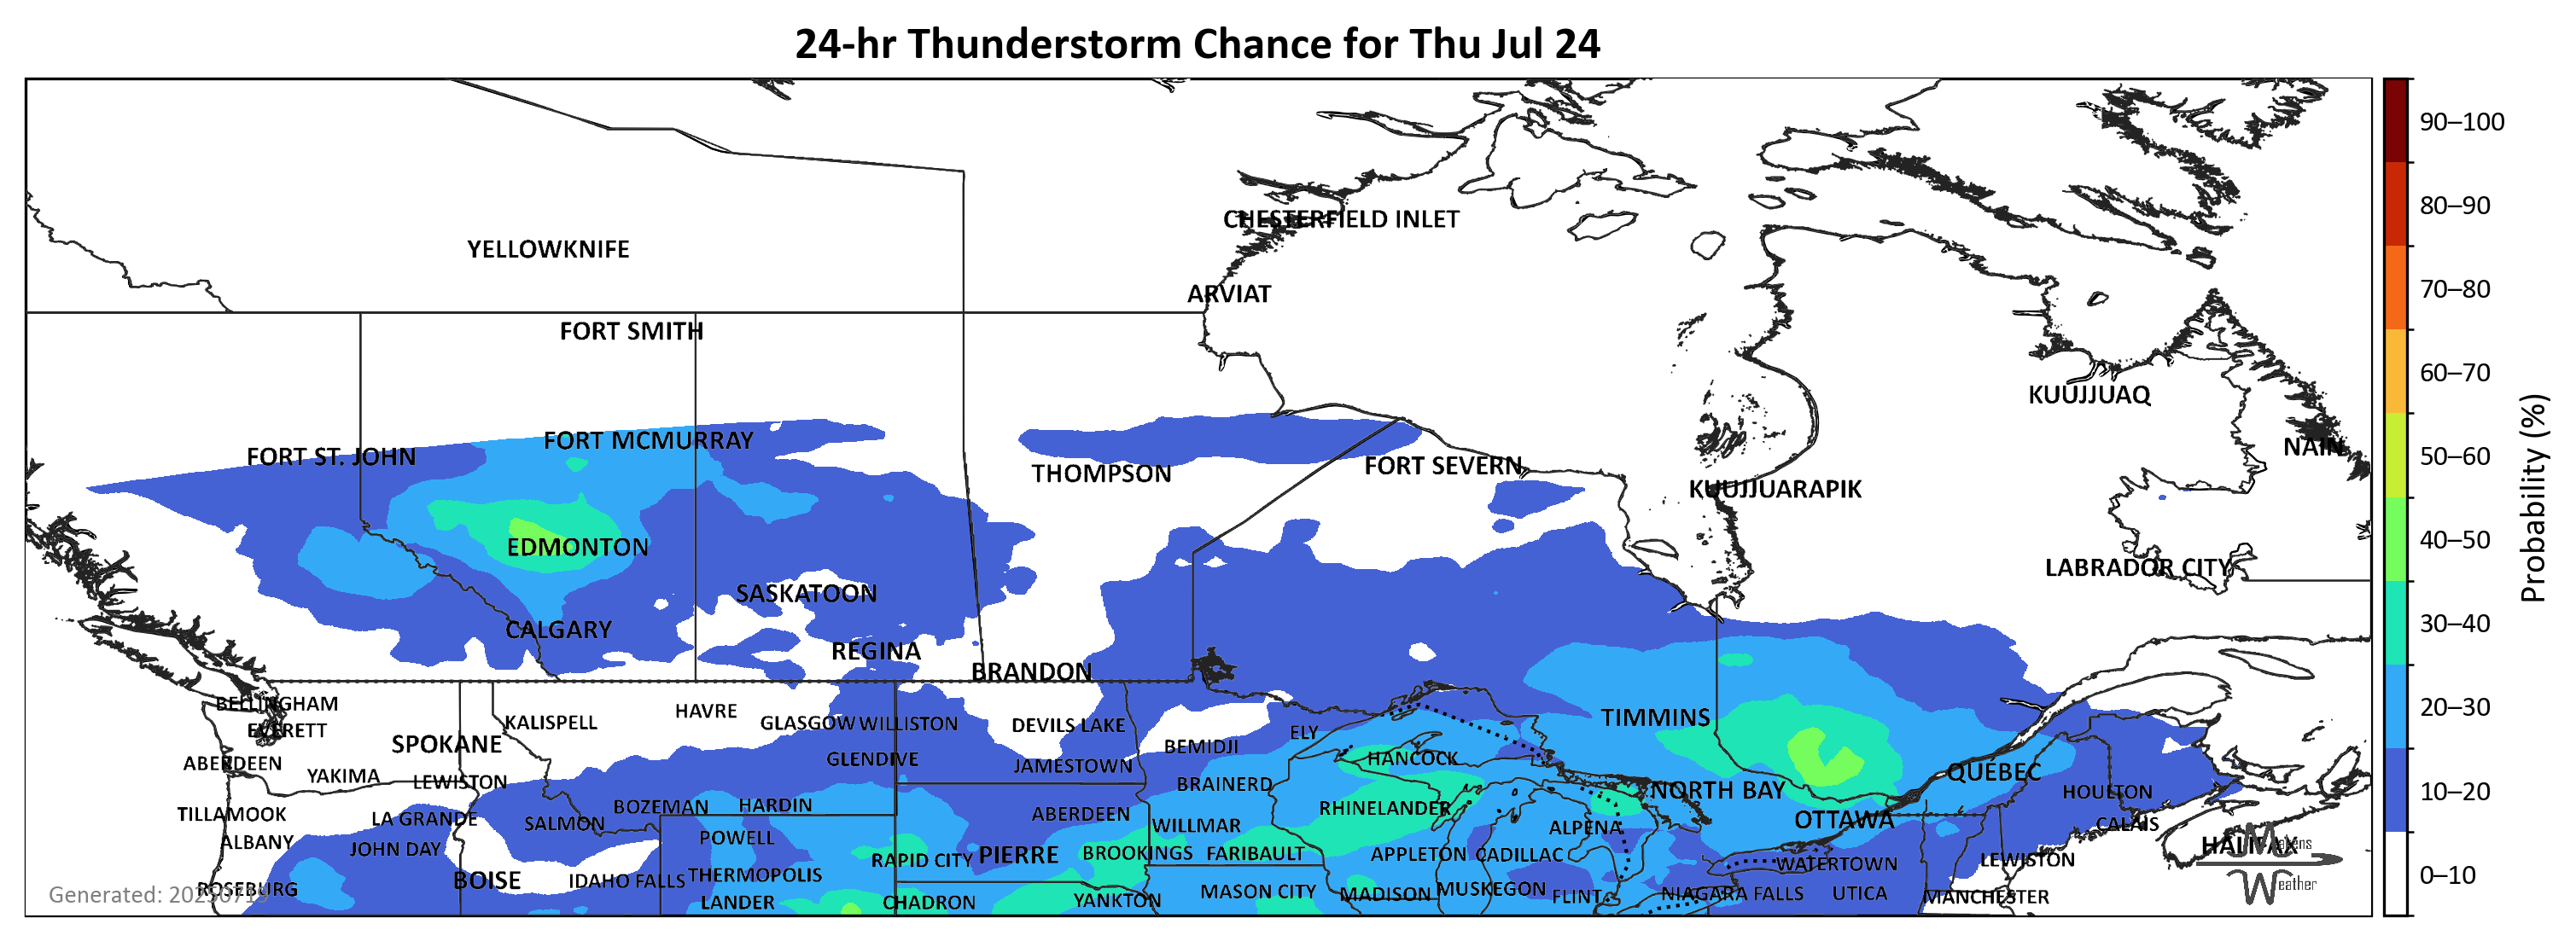 24-hr Thunderstorm Chance for Thu Jul 24
90–100
80–90
70–80
60–70
50–60
40–50
30–40
20–30
10–20
0–10
Probability (%)
CHESTERFIELD INLET
YELLOWKNIFE
ARVIAT
FORT SMITH
KUUJJUAQ
FORT MCMURRAY
NAIN
FORT ST. JOHN
FORT SEVERN
THOMPSON
KUUJJUARAPIK
EDMONTON
LABRADOR CITY
SASKATOON
CALGARY
REGINA
BRANDON
BELLINGHAM
HAVRE
TIMMINS
KALISPELL
GLASGOW
WILLISTON
DEVILS LAKE
EVERETT
ELY
SPOKANE
BEMIDJI
HANCOCK
GLENDIVE
ABERDEEN
JAMESTOWN
QUÉBEC
YAKIMA
LEWISTON
BRAINERD
NORTH BAY
HOULTON
BOZEMAN
HARDIN
RHINELANDER
TILLAMOOK
ABERDEEN
LA GRANDE
OTTAWA
SALMON
WILLMAR
ALPENA
CALAIS
POWELL
ALBANY
HALIFAX
JOHN DAY
BROOKINGS
FARIBAULT
APPLETON
CADILLAC
PIERRE
RAPID CITY
LEWISTON
WATERTOWN
THERMOPOLIS
BOISE
IDAHO FALLS
ROSEBURG
MUSKEGON
MASON CITY
MADISON
NIAGARA FALLS
UTICA
FLINT
MANCHESTER
YANKTON
LANDER
CHADRON
Generated: 20250719
Weather